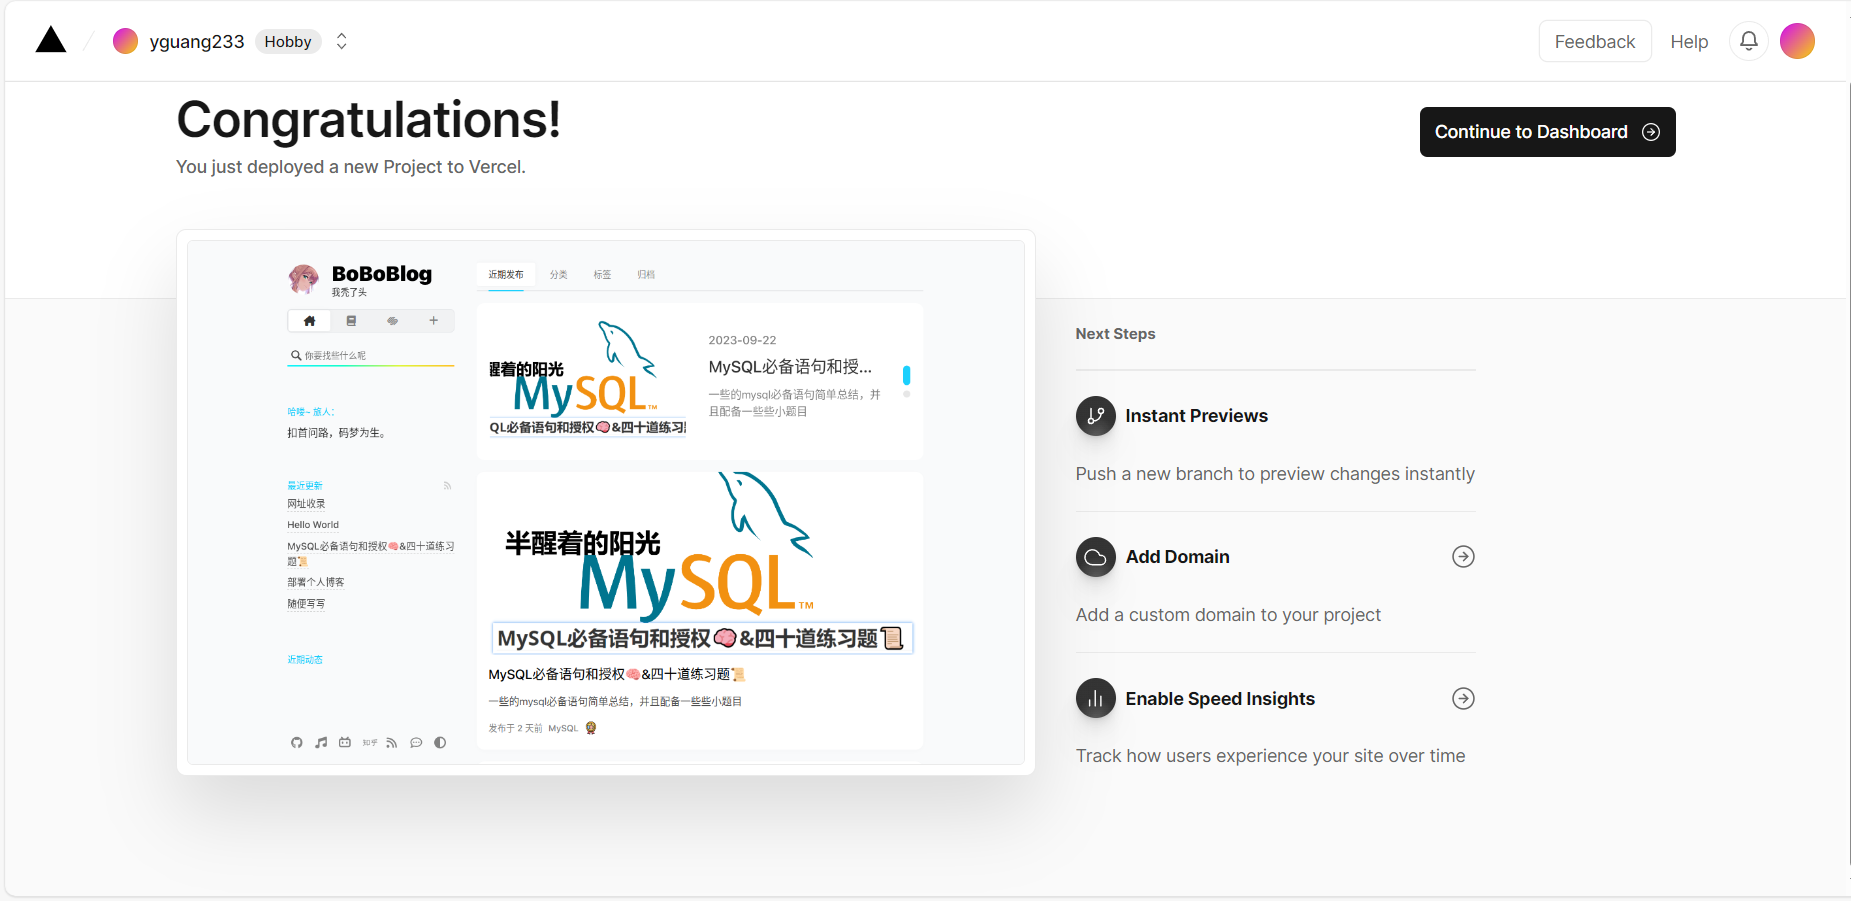 yguang233 Hobby
Feedback
Help
Congratulations!
You just deployed a new Project to Vercel.
Continue to Dashboard
BoBoBlog
我秃了头
你要找些什么呢
哈喽~ 旅人：
扣首问路，码梦为生。
最近更新
网址收录
Hello World
MySQL必备语句和授权🧠&四十道练习
题📜
部署个人博客
随便写写
近期动态
知乎
近期发布 分类 标签 归档
醒着的阳光
MySQL™
QL必备语句和授权🧠&四十道练习
2023-09-22
MySQL必备语句和授...
一些的mysql必备语句简单总结，并
且配备一些些小题目
半醒着的阳光
MySQL™
MySQL必备语句和授权🧠&四十道练习题📜
MySQL必备语句和授权🧠&四十道练习题📜
一些的mysql必备语句简单总结，并且配备一些些小题目
发布于 2 天前 MySQL
Next Steps
Instant Previews
Push a new branch to preview changes instantly
Add Domain
Add a custom domain to your project
Enable Speed Insights
Track how users experience your site over time